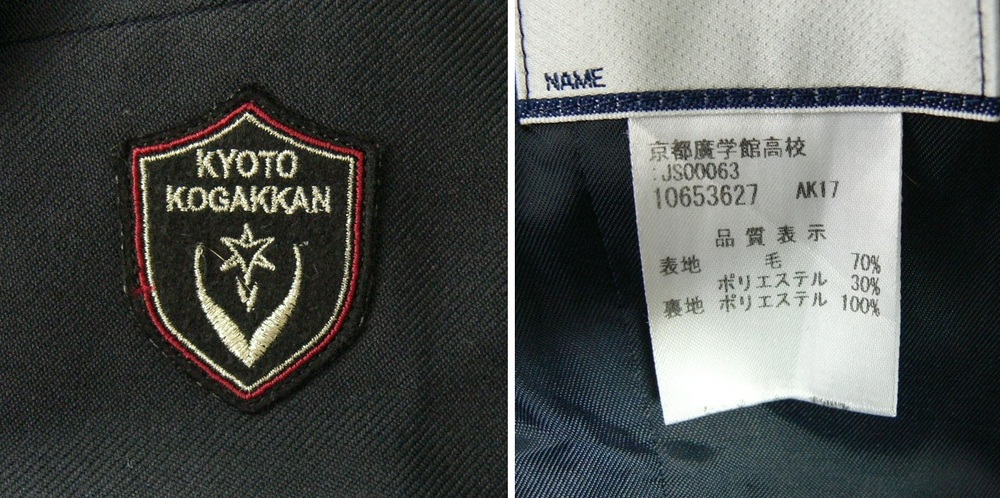 KYOTO
KOGAKKAN
NAME
京都廣学館高校
:JS00063
10653627 AK17
品質表示
表地 毛 70%
ポリエステル 30%
裏地 ポリエステル 100%